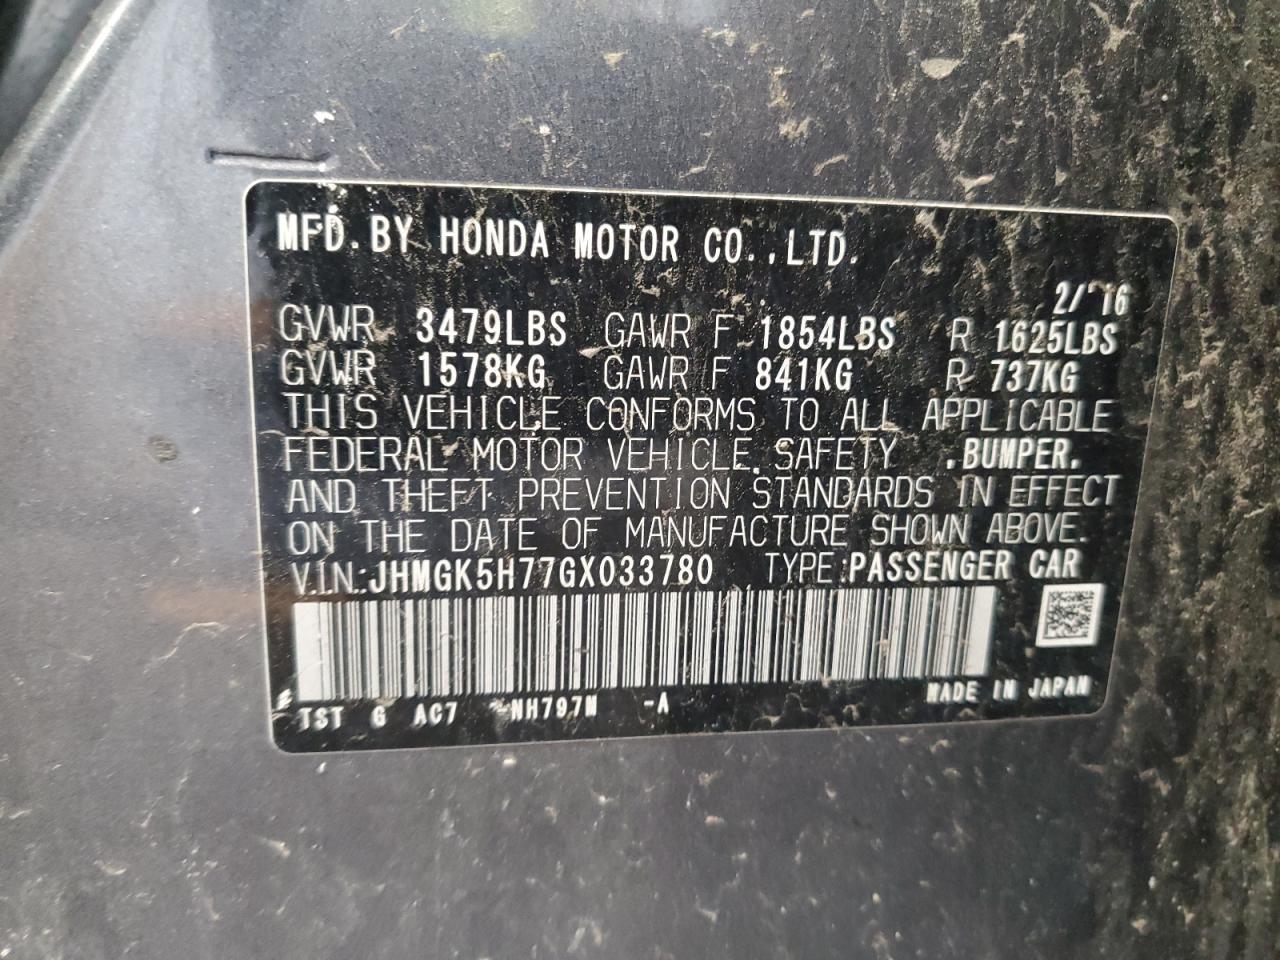 MFD. BY HONDA MOTOR CO., LTD.
2/'16
GVWR 3479LBS GAWR F 1854LBS R 1625LBS
GVWR 1578KG GAWR F 841KG R 737KG
THIS VEHICLE CONFORMS TO ALL APPLICABLE
FEDERAL MOTOR VEHICLE SAFETY ,BUMPER,
AND THEFT PREVENTION STANDARDS IN EFFECT
ON THE DATE OF MANUFACTURE SHOWN ABOVE.
V.I.N.:JHMGK5H77GX033780 TYPE:PASSENGER CAR
TST G AC7 NH797M -A MADE IN JAPAN